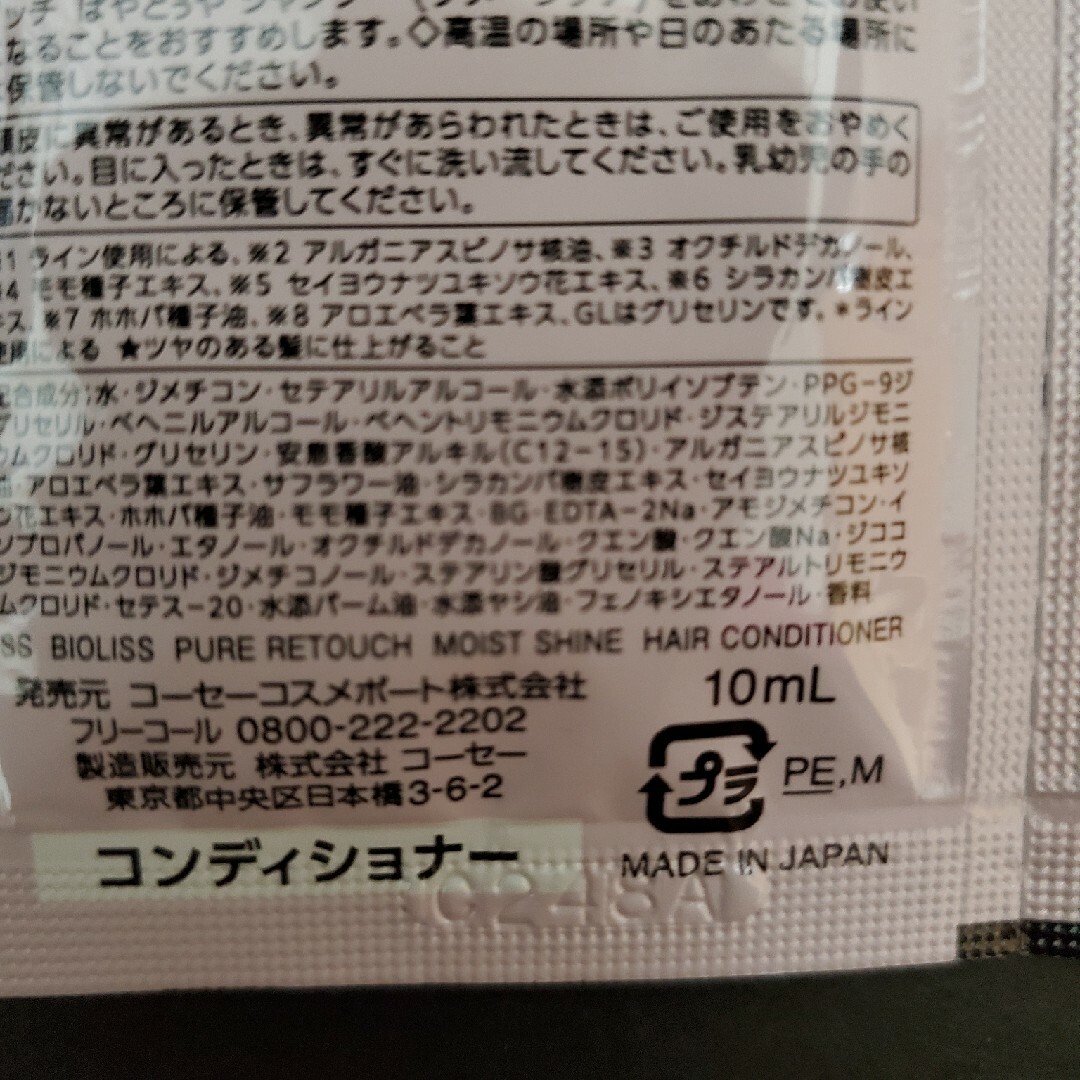 なることをおすすめします。◇高温の場所や日のあたる場所に
保管しないでください。
頭皮に異常があるとき、異常があらわれたときは、ご使用をおやめく
ださい。目に入ったときは、すぐに洗い流してください。乳幼児の手の
届かないところに保管してください。
ライン使用による、※2 アルガニアスピノサ核油、※3 オクチルドデカノール、
モモ種子エキス、※5 セイヨウナツユキソウ花エキス、※6 シラカンバ樹皮エ
キス、※7 ホホバ種子油、※8 アロエベラ葉エキス、GLはグリセリンです。*ライン
使用による ★ツヤのある髪に仕上がること
配合成分:水・ジメチコン・セテアリルアルコール・水添ポリイソブテン・PPG-9ジ
グリセリル・ベヘニルアルコール・ベヘントリモニウムクロリド・ジステアリルジモニ
ウムクロリド・グリセリン・安息香酸アルキル(C12-15)・アルガニアスピノサ核
油・アロエベラ葉エキス・サフラワー油・シラカンバ樹皮エキス・セイヨウナツユキソ
ウ花エキス・ホホバ種子油・モモ種子エキス・BG・EDTA-2Na・アモジメチコン・イ
ソプロパノール・エタノール・オクチルドデカノール・クエン酸・クエン酸Na・ジココ
ジモニウムクロリド・ジメチコノール・ステアリン酸グリセリル・ステアルトリモニウ
ムクロリド・セテス-20・水添パーム油・水添ヤシ油・フェノキシエタノール・香料
8S BIOLISS PURE RETOUCH MOIST SHINE HAIR CONDITIONER
発売元 コーセーコスメポート株式会社
10mL
フリーコール 0800-222-2202
製造販売元 株式会社 コーセー
東京都中央区日本橋3-6-2
プラ PE,M
コンディショナー
MADE IN JAPAN